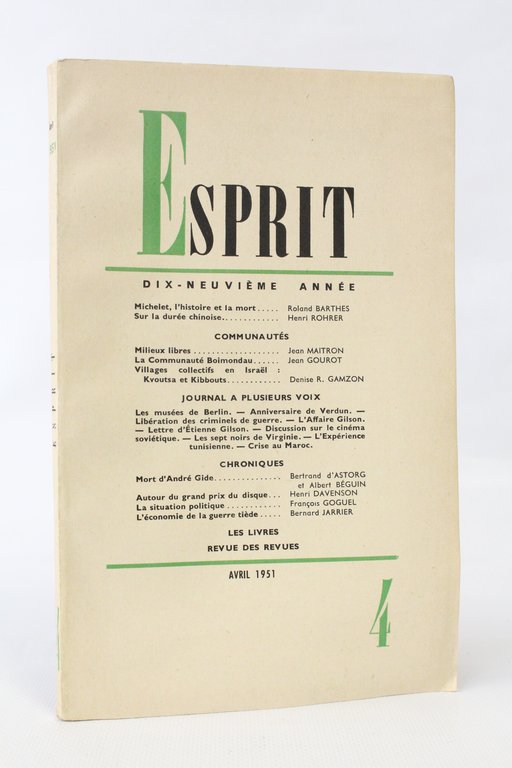 ESPRIT
DIX-NEUVIÈME ANNÉE
Michelet, l'histoire et la mort ..... Roland BARTHES
Sur la durée chinoise............ Henri ROHRER
COMMUNAUTÉS
Milieux libres ................... Jean MAITRON
La Communauté Boimondau ...... Jean GOUROT
Villages collectifs en Israël :
Kvoutsa et Kibbouts............ Denise R. GAMZON
JOURNAL A PLUSIEURS VOIX
Les musées de Berlin. — Anniversaire de Verdun. —
Libération des criminels de guerre. — L'Affaire Gilson.
— Lettre d'Étienne Gilson. — Discussion sur le cinéma
soviétique. — Les sept noirs de Virginie. — L'Expérience
tunisienne. — Crise au Maroc.
CHRONIQUES
Mort d'André Gide............... Bertrand d'ASTORG
et Albert BÉGUIN
Autour du grand prix du disque... Henri DAVENSON
La situation politique ............ François GOGUEL
L'économie de la guerre tiède ..... Bernard JARRIER
LES LIVRES
REVUE DES REVUES
AVRIL 1951
4
ESPRIT